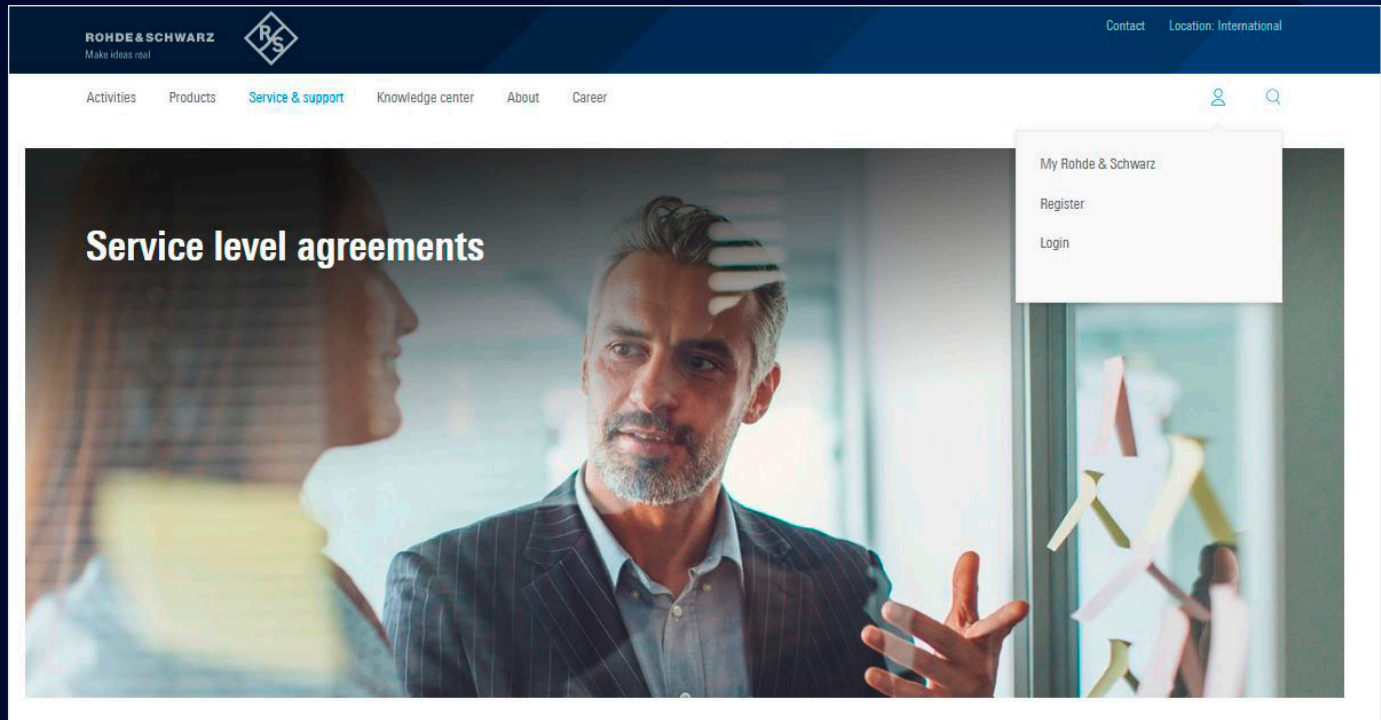 ROHDE&SCHWARZ
Make ideas real
R S
Contact Location: International
Activities Products Service & support Knowledge center About Career
My Rohde & Schwarz
Register
Login
Service level agreements